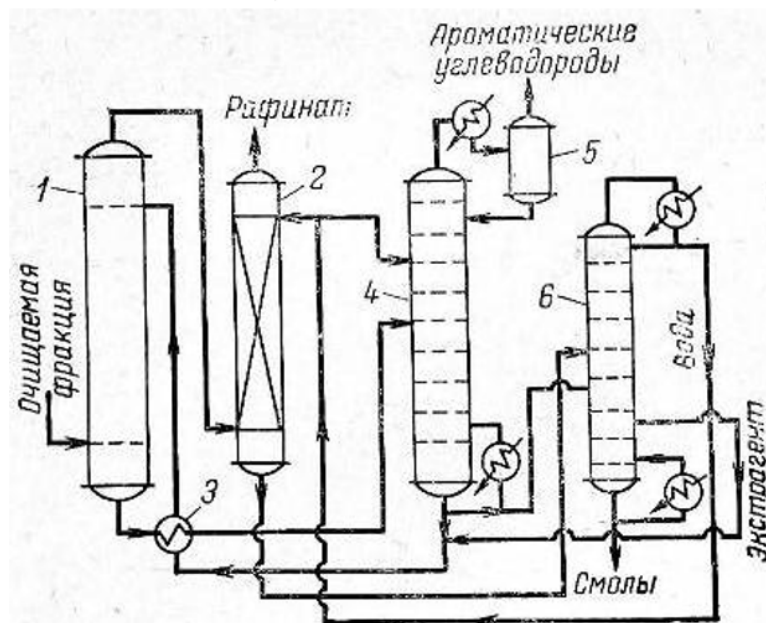 Ароматические
углеводороды
Рафинат
1
2
5
4
6
Очищаемая
фракция
вода
3
Экстрагент
Смолы